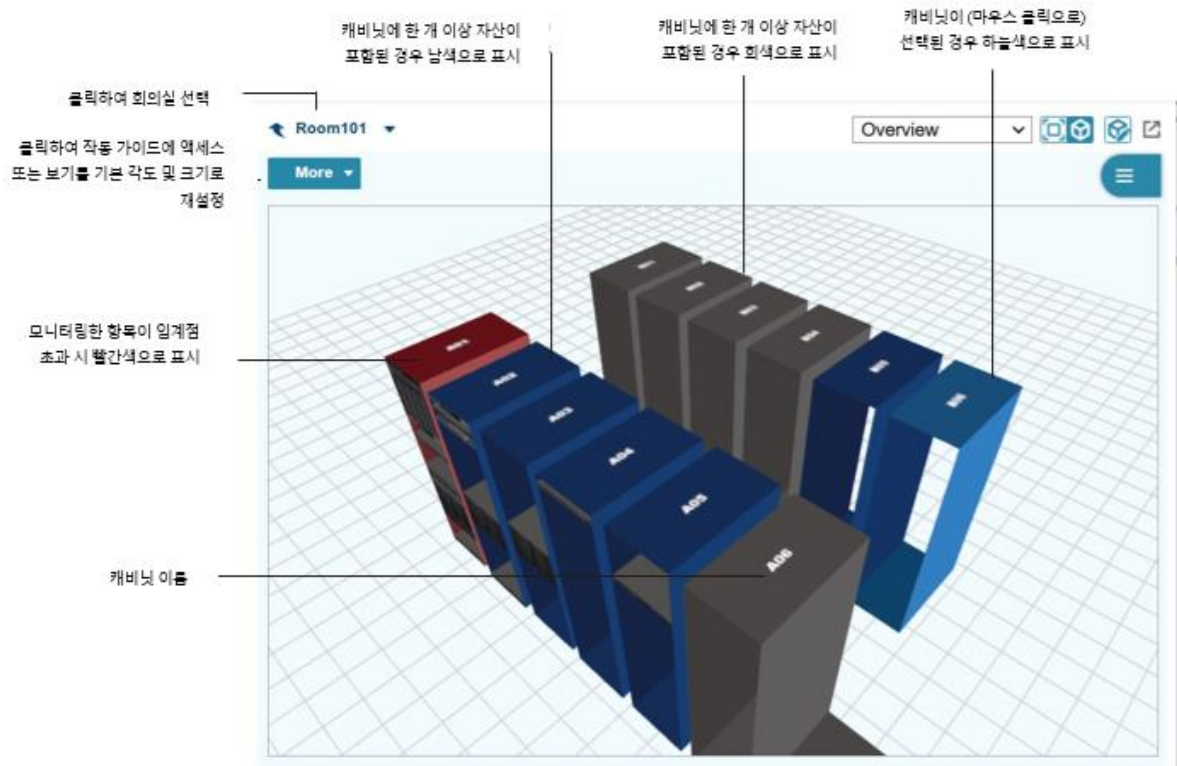 캐비닛에 한 개 이상 자산이
포함된 경우 남색으로 표시
캐비닛에 한 개 이상 자산이
포함된 경우 회색으로 표시
캐비닛이 (마우스 클릭으로)
선택된 경우 하늘색으로 표시
클릭하여 회의실 선택
Room101
Overview
클릭하여 작동 가이드에 액세스
또는 보기를 기본 각도 및 크기로
재설정
More
모니터링한 항목이 임계점
초과 시 빨간색으로 표시
A02
A03
A04
A05
A06
캐비닛 이름